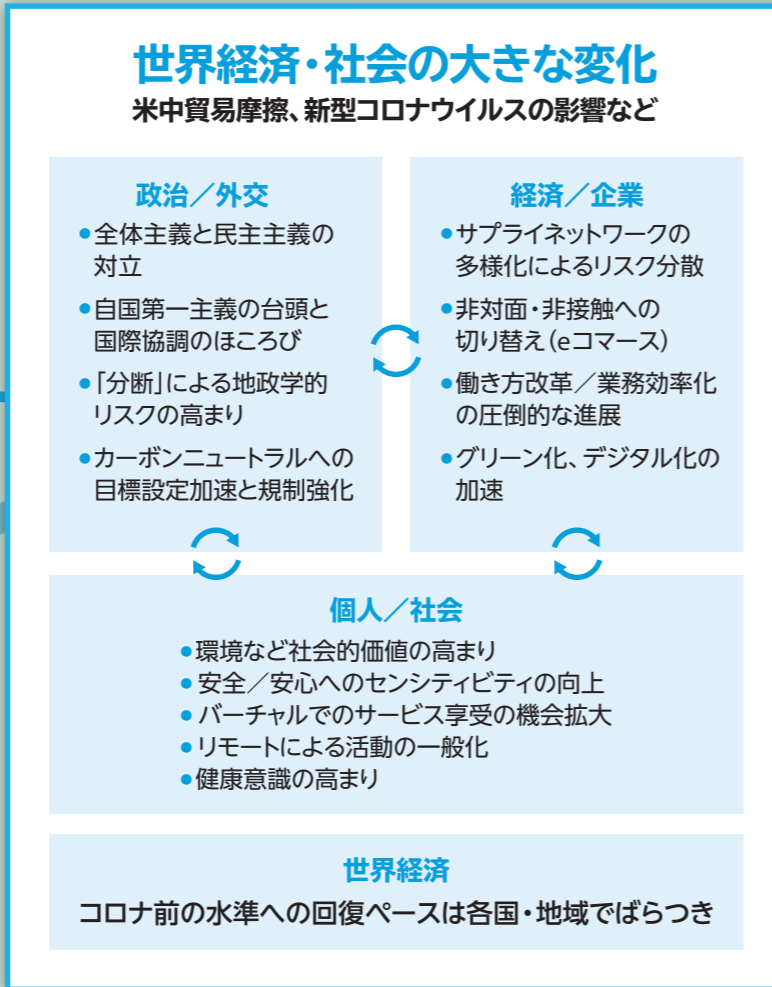 世界経済・社会の大きな変化
米中貿易摩擦、新型コロナウイルスの影響など
政治／外交
●全体主義と民主主義の
対立
●自国第一主義の台頭と
国際協調のほころび
●「分断」による地政学的
リスクの高まり
●カーボンニュートラルへの
目標設定加速と規制強化
経済／企業
●サプライネットワークの
多様化によるリスク分散
●非対面・非接触への
切り替え（eコマース）
●働き方改革／業務効率化
の圧倒的な進展
●グリーン化、デジタル化の
加速
個人／社会
●環境など社会的価値の高まり
●安全／安心へのセンシティビティの向上
●バーチャルでのサービス享受の機会拡大
●リモートによる活動の一般化
●健康意識の高まり
世界経済
コロナ前の水準への回復ペースは各国・地域でばらつき